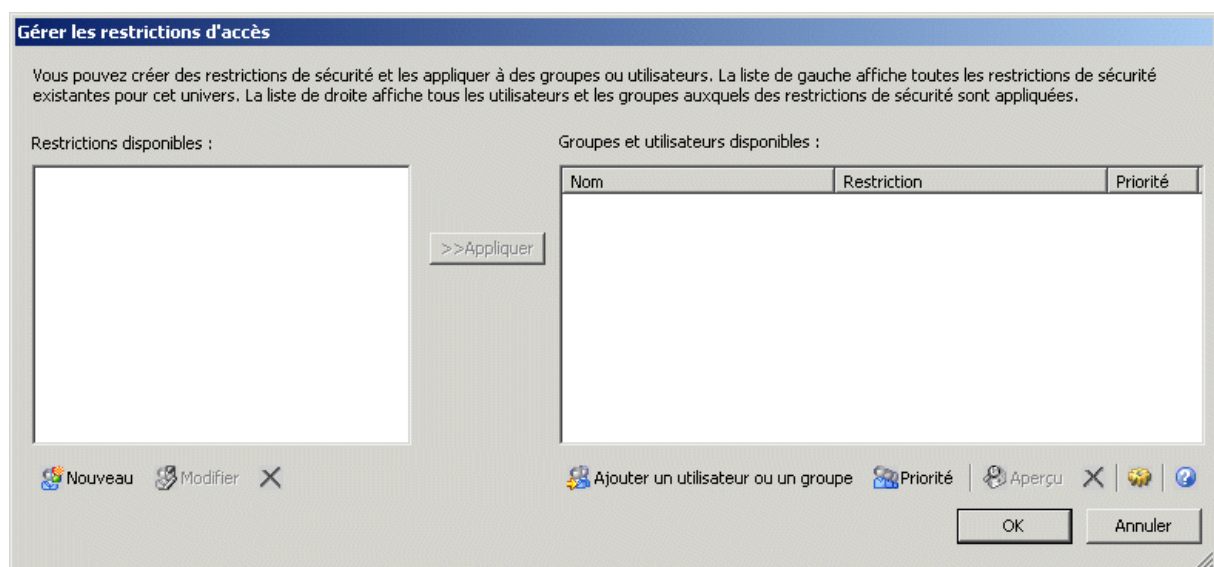 Gérer les restrictions d'accès
Vous pouvez créer des restrictions de sécurité et les appliquer à des groupes ou utilisateurs. La liste de gauche affiche toutes les restrictions de sécurité
existantes pour cet univers. La liste de droite affiche tous les utilisateurs et les groupes auxquels des restrictions de sécurité sont appliquées.
Restrictions disponibles :
Groupes et utilisateurs disponibles :
Nom Restriction Priorité
>>Appliquer
Nouveau Modifier
Ajouter un utilisateur ou un groupe Priorité Aperçu
OK Annuler